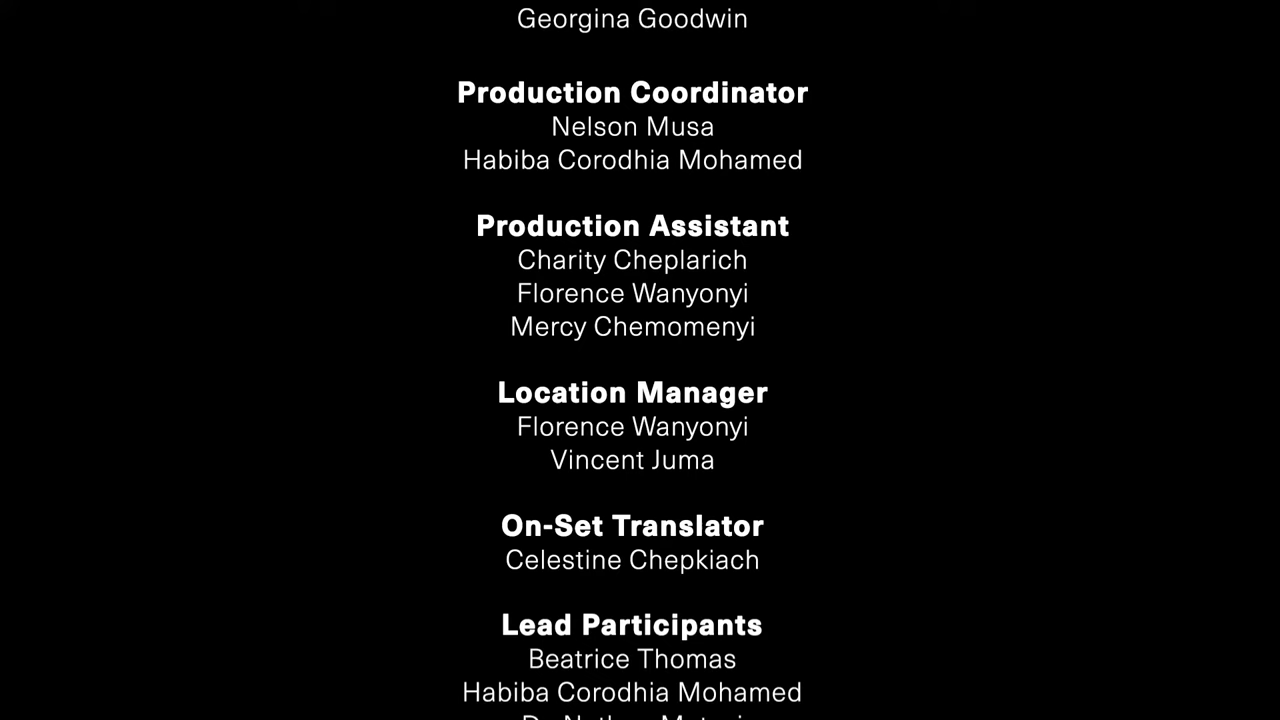 Georgina Goodwin
Production Coordinator
Nelson Musa
Habiba Corodhia Mohamed
Production Assistant
Charity Cheplarich
Florence Wanyonyi
Mercy Chemomenyi
Location Manager
Florence Wanyonyi
Vincent Juma
On-Set Translator
Celestine Chepkiach
Lead Participants
Beatrice Thomas
Habiba Corodhia Mohamed